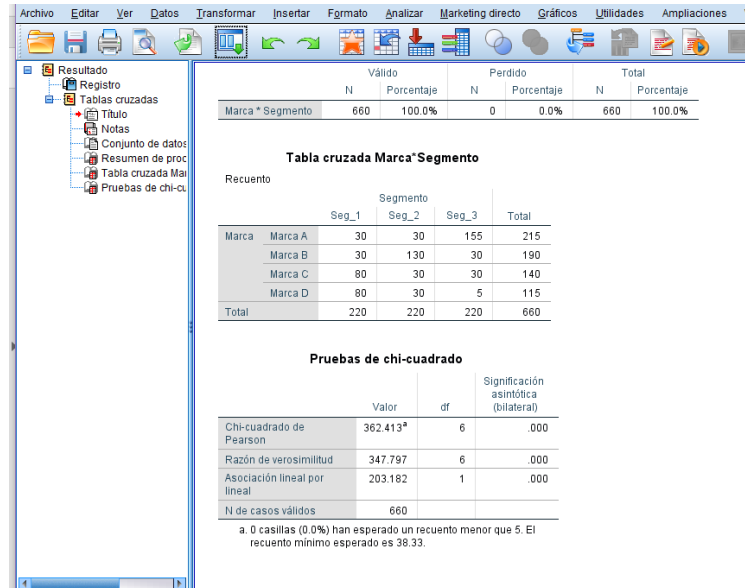 Archivo Editar Ver Datos Transformar Insertar Formato Analizar Marketing directo Gráficos Utilidades Ampliaciones
Resultado
Registro
Tablas cruzadas
Título
Notas
Conjunto de datos
Resumen de proc
Tabla cruzada Mar
Pruebas de chi-cu
Válido Perdido Total
N Porcentaje N Porcentaje N Porcentaje
Marca * Segmento 660 100.0% 0 0.0% 660 100.0%
Tabla cruzada Marca*Segmento
Recuento
Segmento
Seg_1 Seg_2 Seg_3 Total
Marca Marca A 30 30 155 215
Marca B 30 130 30 190
Marca C 80 30 30 140
Marca D 80 30 5 115
Total 220 220 220 660
Pruebas de chi-cuadrado
Significación
asintótica
Valor df (bilateral)
Chi-cuadrado de
Pearson 362.413a 6 .000
Razón de verosimilitud 347.797 6 .000
Asociación lineal por
lineal 203.182 1 .000
N de casos válidos 660
a. 0 casillas (0.0%) han esperado un recuento menor que 5. El
recuento mínimo esperado es 38.33.